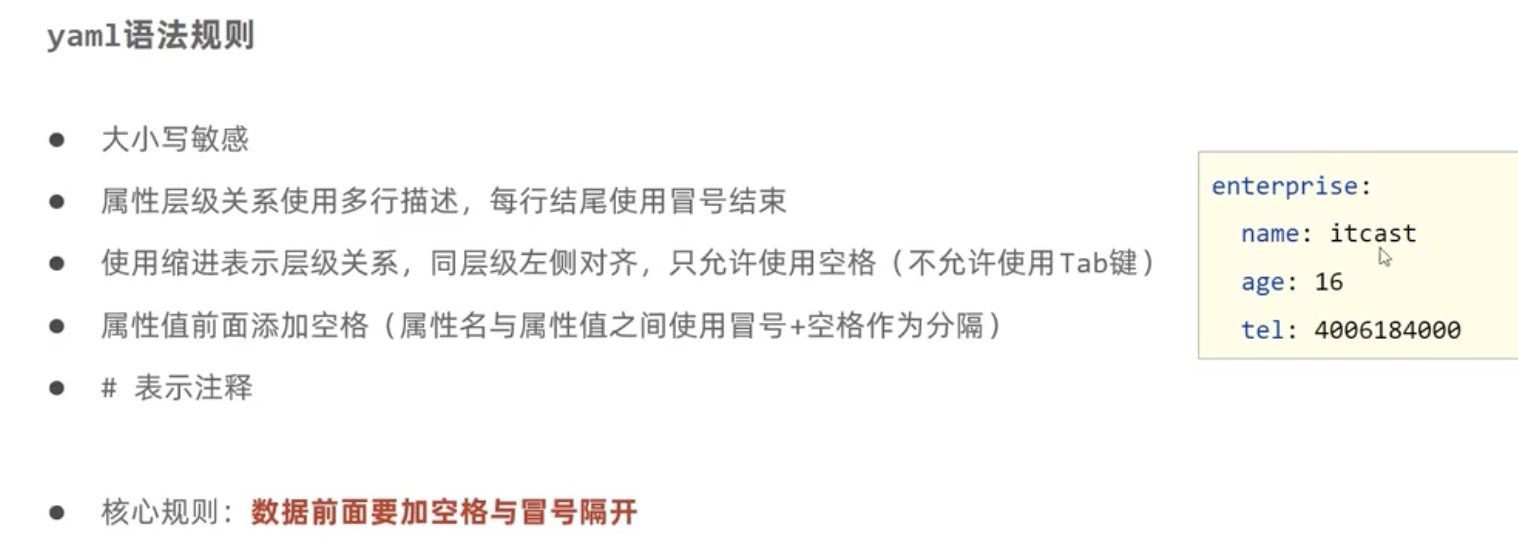 yaml语法规则
● 大小写敏感
● 属性层级关系使用多行描述，每行结尾使用冒号结束
● 使用缩进表示层级关系，同层级左侧对齐，只允许使用空格（不允许使用Tab键）
● 属性值前面添加空格（属性名与属性值之间使用冒号+空格作为分隔）
● # 表示注释
● 核心规则：数据前面要加空格与冒号隔开
enterprise:
  name: itcast
  age: 16
  tel: 4006184000